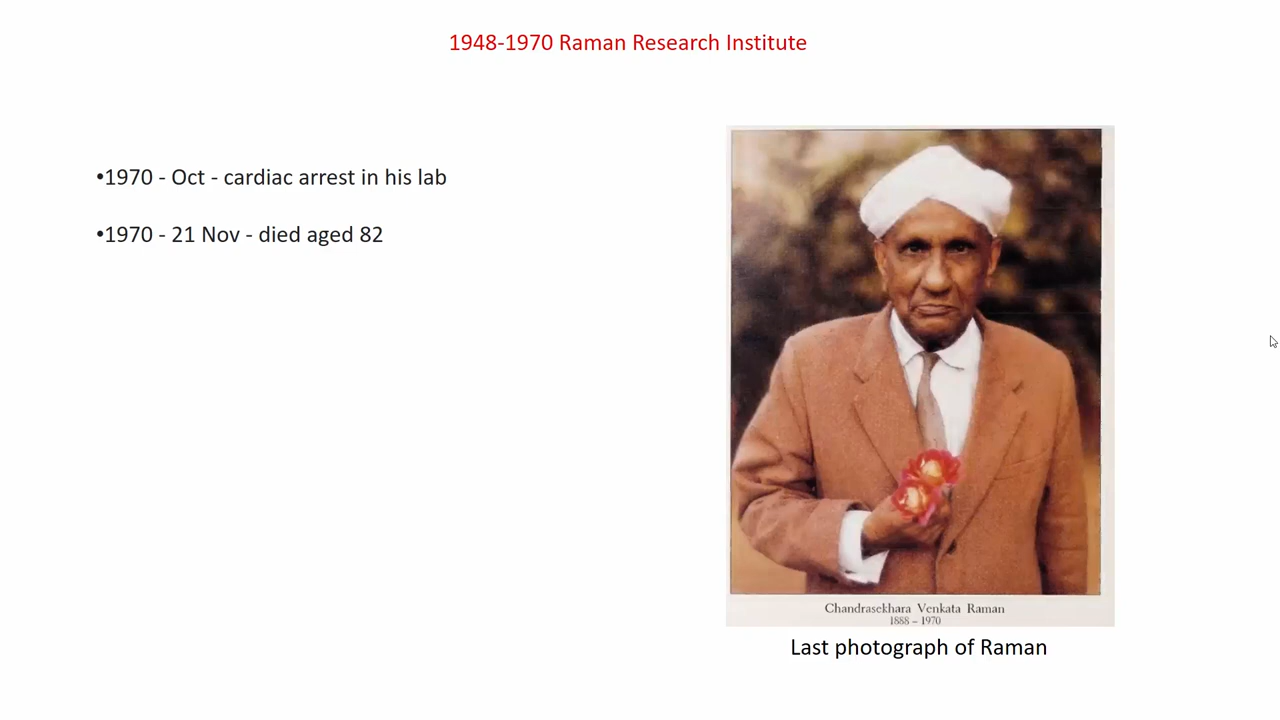 1948-1970 Raman Research Institute
•1970 - Oct - cardiac arrest in his lab
•1970 - 21 Nov - died aged 82
Chandrasekhara Venkata Raman
1888 – 1970
Last photograph of Raman